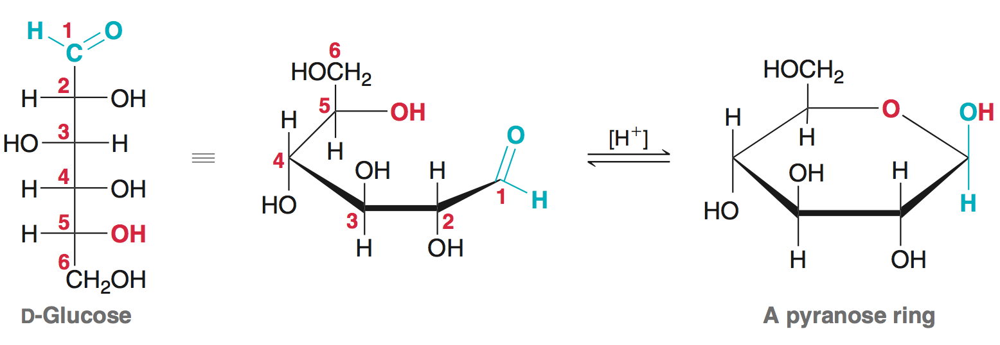 H 1 O
C
2
H OH
3
HO H
4
H OH
5
H OH
6
CH₂OH
D-Glucose
≡
6
HOCH₂
5 OH
H
H
4
OH H O
HO
1 H
3 2
H OH
[H⁺]
HOCH₂
O OH
H
H
OH H
HO H
H OH
A pyranose ring